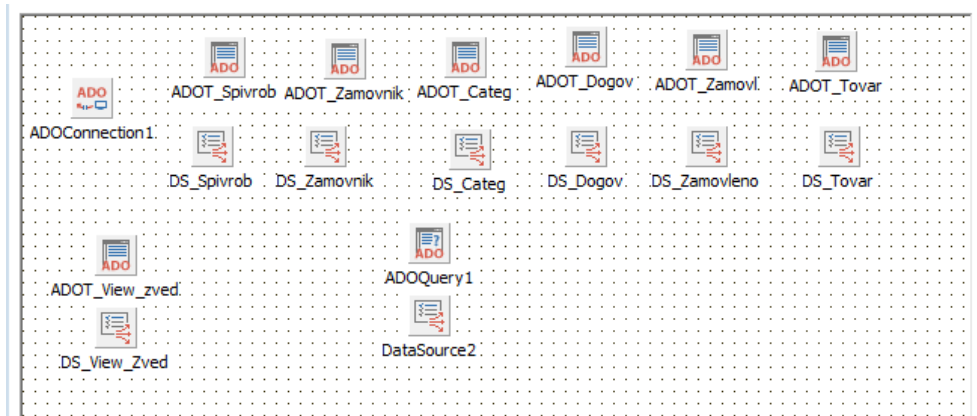 ADO
ADO
ADO
ADO
ADO
ADO
ADOT_Spivrob
ADOT_Zamovnik
ADOT_Categ
ADOT_Dogov
ADOT_Zamovl
ADOT_Tovar
ADO
ADOConnection1
DS_Spivrob
DS_Zamovnik
DS_Categ
DS_Dogov
DS_Zamovleno
DS_Tovar
ADO
ADOT_View_zved
ADO
ADOQuery1
DS_View_Zved
DataSource2